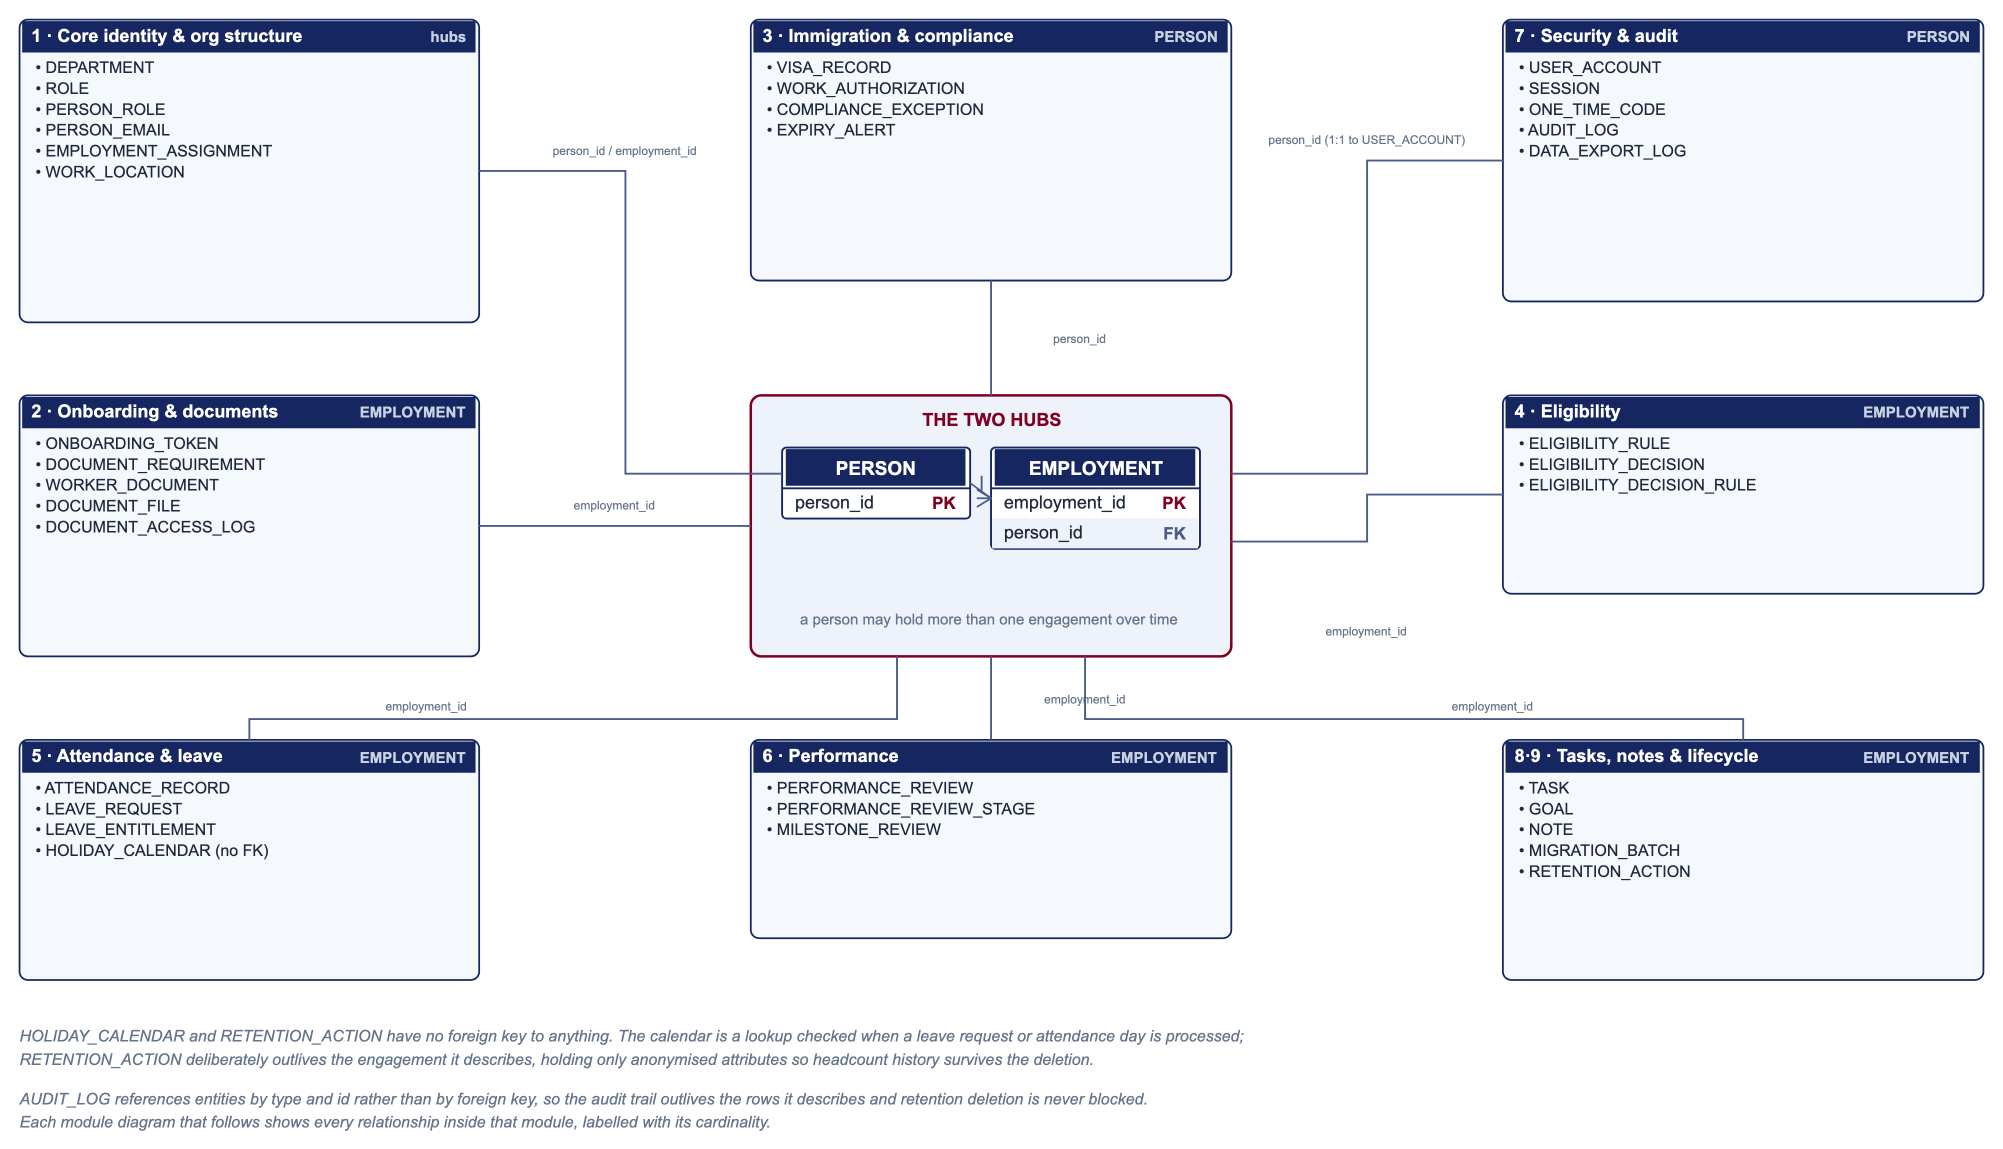 1 · Core identity & org structure hubs
• DEPARTMENT
• ROLE
• PERSON_ROLE
• PERSON_EMAIL
• EMPLOYMENT_ASSIGNMENT
• WORK_LOCATION
person_id / employment_id
3 · Immigration & compliance PERSON
• VISA_RECORD
• WORK_AUTHORIZATION
• COMPLIANCE_EXCEPTION
• EXPIRY_ALERT
person_id
7 · Security & audit PERSON
• USER_ACCOUNT
• SESSION
• ONE_TIME_CODE
• AUDIT_LOG
• DATA_EXPORT_LOG
person_id (1:1 to USER_ACCOUNT)
2 · Onboarding & documents EMPLOYMENT
• ONBOARDING_TOKEN
• DOCUMENT_REQUIREMENT
• WORKER_DOCUMENT
• DOCUMENT_FILE
• DOCUMENT_ACCESS_LOG
employment_id
THE TWO HUBS
PERSON
person_id PK
EMPLOYMENT
employment_id PK
person_id FK
a person may hold more than one engagement over time
4 · Eligibility EMPLOYMENT
• ELIGIBILITY_RULE
• ELIGIBILITY_DECISION
• ELIGIBILITY_DECISION_RULE
employment_id
employment_id
employment_id
employment_id
5 · Attendance & leave EMPLOYMENT
• ATTENDANCE_RECORD
• LEAVE_REQUEST
• LEAVE_ENTITLEMENT
• HOLIDAY_CALENDAR (no FK)
6 · Performance EMPLOYMENT
• PERFORMANCE_REVIEW
• PERFORMANCE_REVIEW_STAGE
• MILESTONE_REVIEW
8·9 · Tasks, notes & lifecycle EMPLOYMENT
• TASK
• GOAL
• NOTE
• MIGRATION_BATCH
• RETENTION_ACTION
HOLIDAY_CALENDAR and RETENTION_ACTION have no foreign key to anything. The calendar is a lookup checked when a leave request or attendance day is processed;
RETENTION_ACTION deliberately outlives the engagement it describes, holding only anonymised attributes so headcount history survives the deletion.
AUDIT_LOG references entities by type and id rather than by foreign key, so the audit trail outlives the rows it describes and retention deletion is never blocked.
Each module diagram that follows shows every relationship inside that module, labelled with its cardinality.